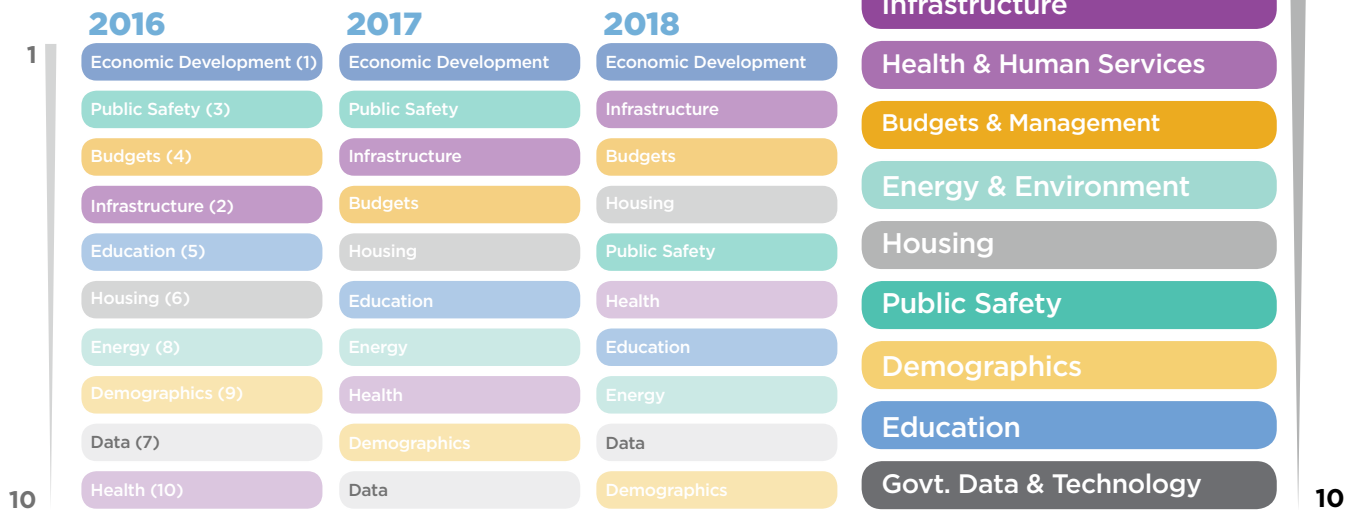 2016
2017
2018
1
Economic Development (1)
Public Safety (3)
Budgets (4)
Infrastructure (2)
Education (5)
Housing (6)
Energy (8)
Demographics (9)
Data (7)
Health (10)
10
Economic Development
Public Safety
Infrastructure
Budgets
Housing
Education
Energy
Health
Demographics
Data
Economic Development
Infrastructure
Budgets
Housing
Public Safety
Health
Education
Energy
Data
Demographics
Infrastructure
Health & Human Services
Budgets & Management
Energy & Environment
Housing
Public Safety
Demographics
Education
Govt. Data & Technology
10